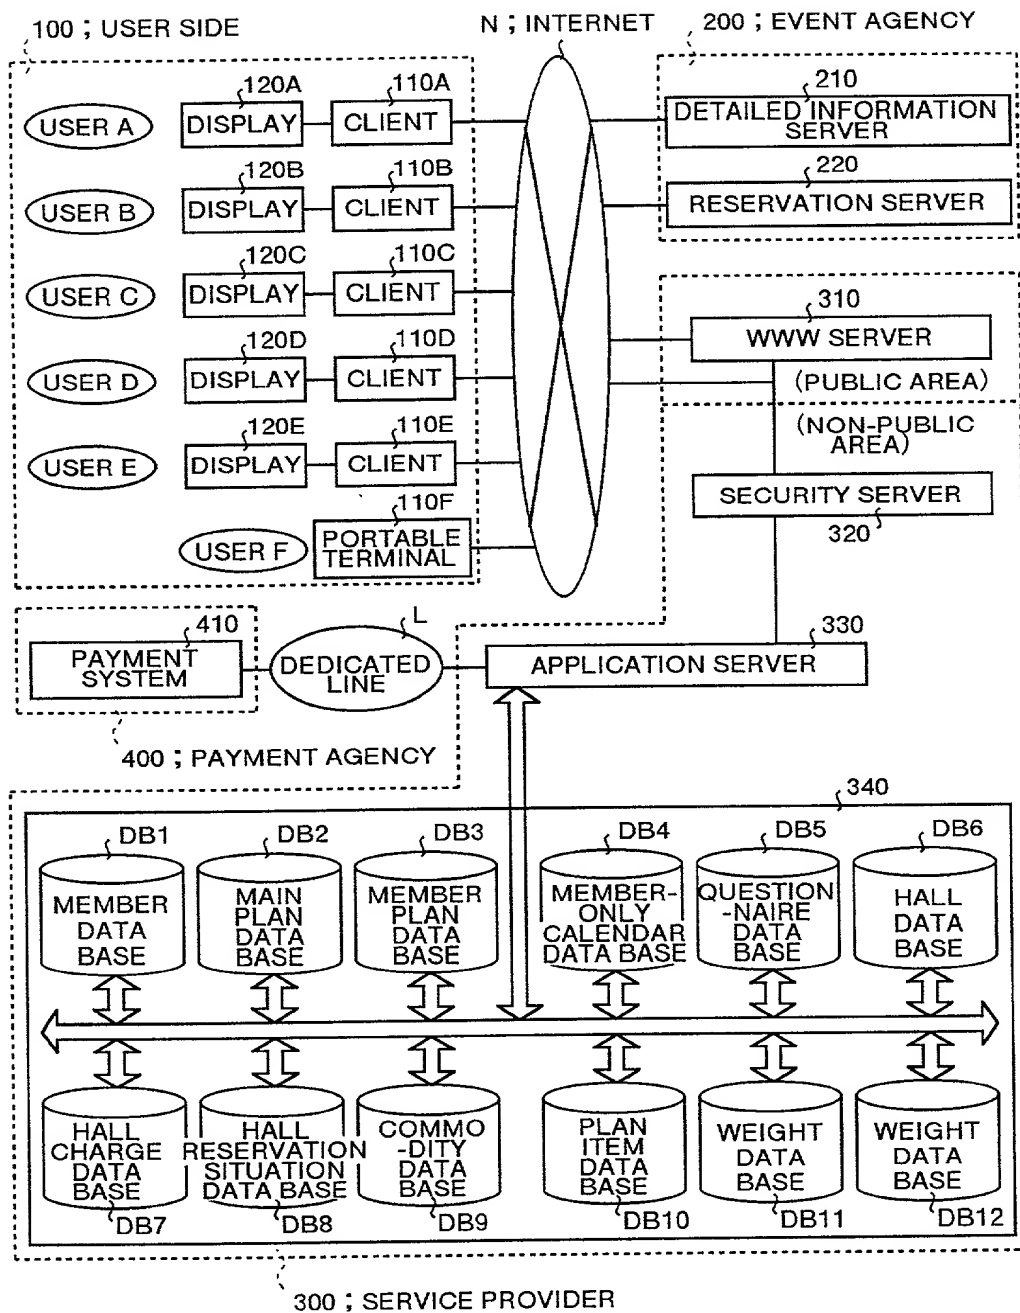 100 ; USER SIDE
N ; INTERNET
200 ; EVENT AGENCY
120A
110A
USER A
DISPLAY
CLIENT
120B
110B
USER B
DISPLAY
CLIENT
120C
110C
USER C
DISPLAY
CLIENT
120D
110D
USER D
DISPLAY
CLIENT
120E
110E
USER E
DISPLAY
CLIENT
110F
USER F
PORTABLE
TERMINAL
210
DETAILED INFORMATION
SERVER
220
RESERVATION SERVER
310
WWW SERVER
(PUBLIC AREA)
(NON-PUBLIC
AREA)
SECURITY SERVER
320
410
PAYMENT
SYSTEM
L
DEDICATED
LINE
330
APPLICATION SERVER
400 ; PAYMENT AGENCY
340
DB1
MEMBER
DATA
BASE
DB2
MAIN
PLAN
DATA
BASE
DB3
MEMBER
PLAN
DATA
BASE
DB4
MEMBER-
ONLY
CALENDAR
DATA BASE
DB5
QUESTION
-NAIRE
DATA
BASE
DB6
HALL
DATA
BASE
HALL
CHARGE
DATA
BASE
DB7
HALL
RESERVATION
SITUATION
DATA BASE
DB8
COMMO
-DITY
DATA
BASE
DB9
PLAN
ITEM
DATA
BASE
DB10
WEIGHT
DATA
BASE
DB11
WEIGHT
DATA
BASE
DB12
300 ; SERVICE PROVIDER